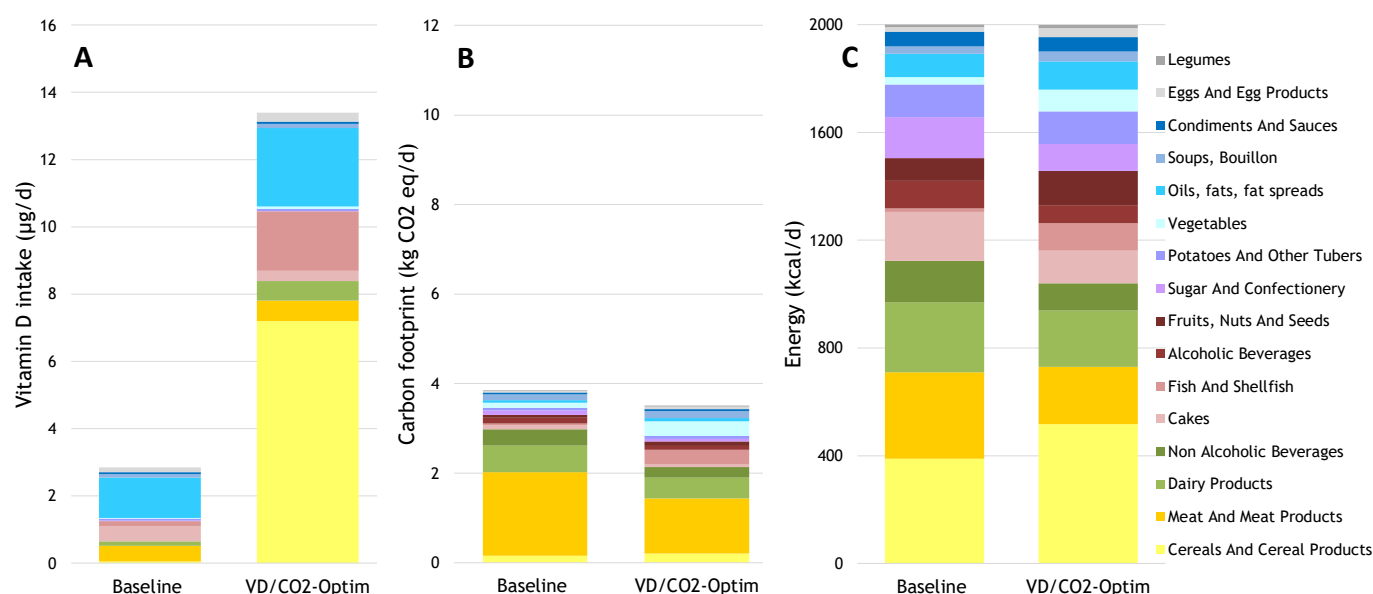 A
Vitamin D intake (µg/d)
16
14
12
10
8
6
4
2
0
Baseline
VD/CO2-Optim
B
Carbon footprint (kg CO2 eq/d)
12
10
8
6
4
2
0
Baseline
VD/CO2-Optim
C
Energy (kcal/d)
2000
1600
1200
800
400
0
Baseline
VD/CO2-Optim
Legumes
Eggs And Egg Products
Condiments And Sauces
Soups, Bouillon
Oils, fats, fat spreads
Vegetables
Potatoes And Other Tubers
Sugar And Confectionery
Fruits, Nuts And Seeds
Alcoholic Beverages
Fish And Shellfish
Cakes
Non Alcoholic Beverages
Dairy Products
Meat And Meat Products
Cereals And Cereal Products